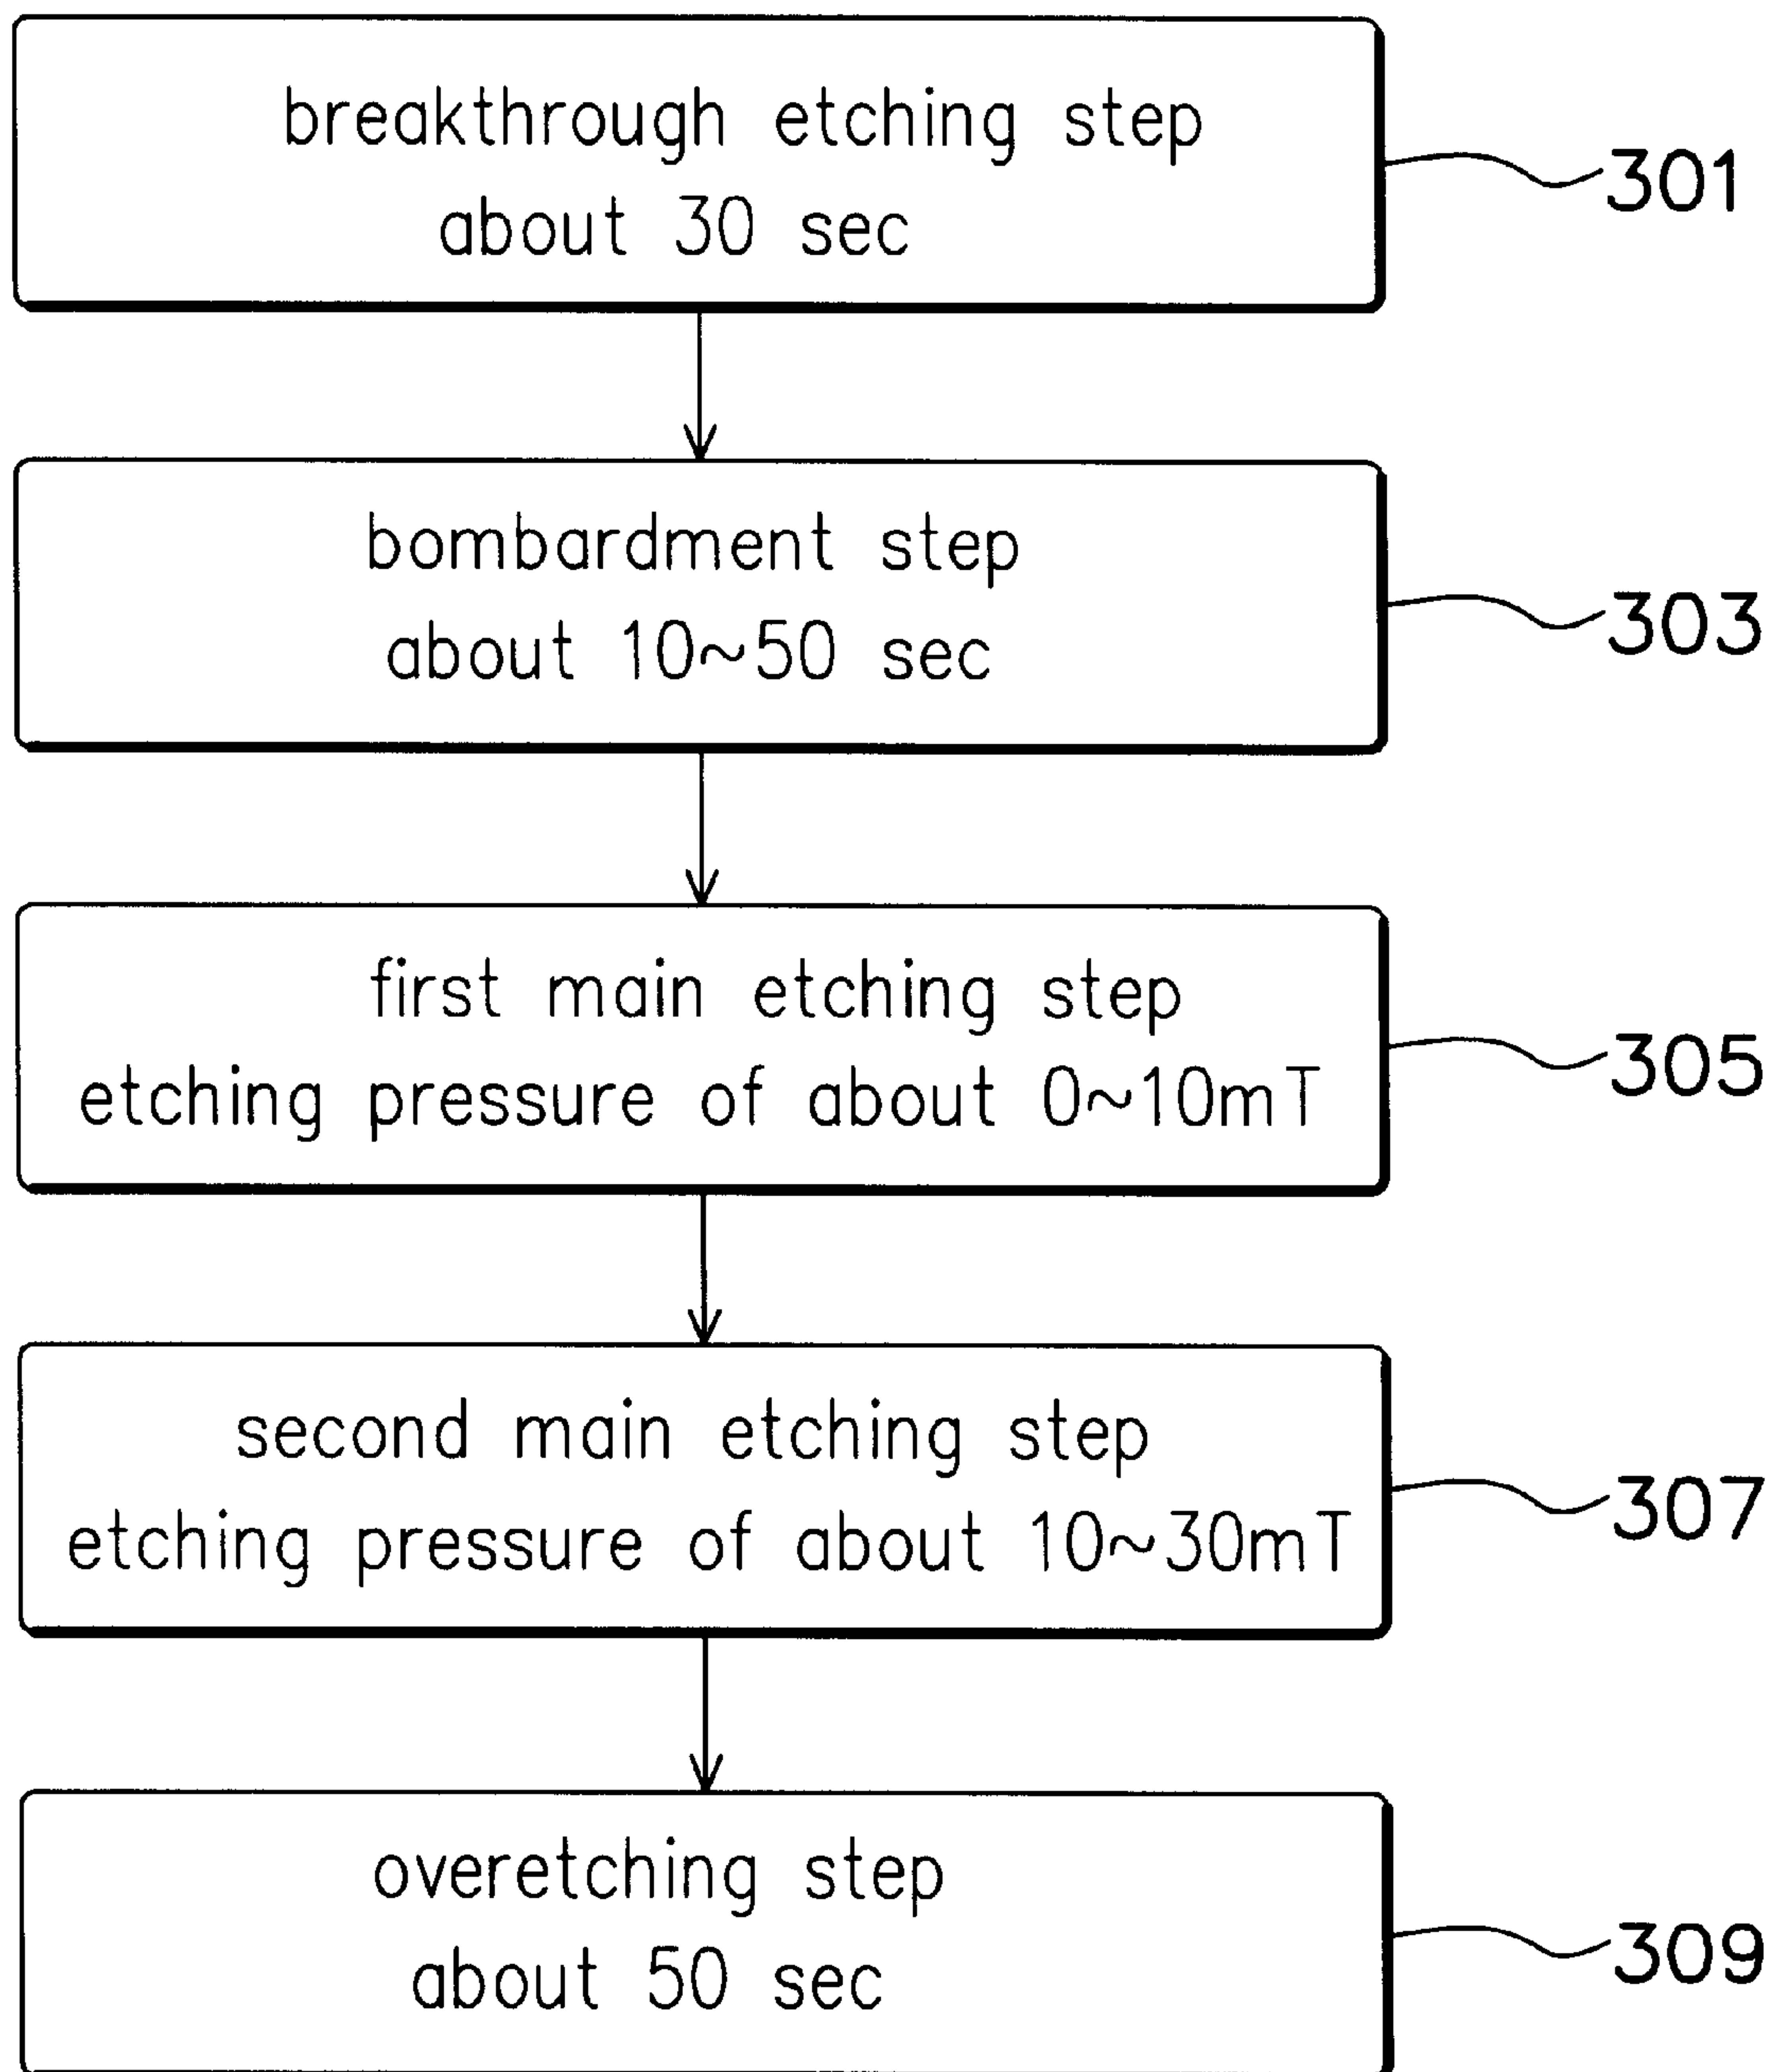 breakthrough etching step
about 30 sec
301
bombardment step
about 10~50 sec
303
first main etching step
etching pressure of about 0~10mT
305
second main etching step
etching pressure of about 10~30mT
307
overetching step
about 50 sec
309